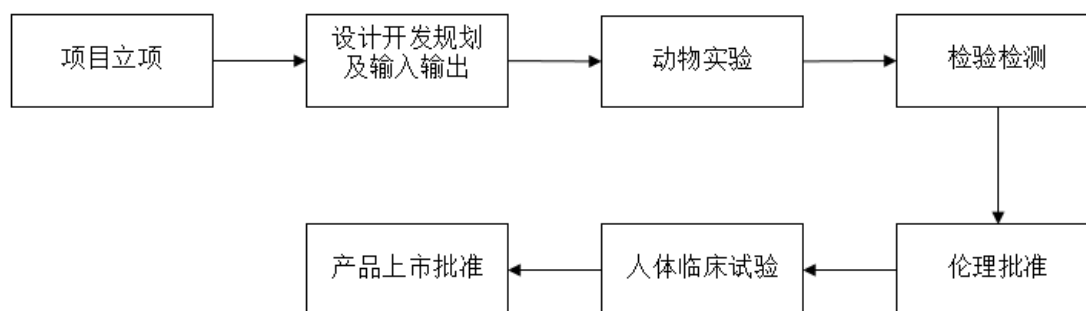 项目立项
设计开发规划
及输入输出
动物实验
检验检测
产品上市批准
人体临床试验
伦理批准